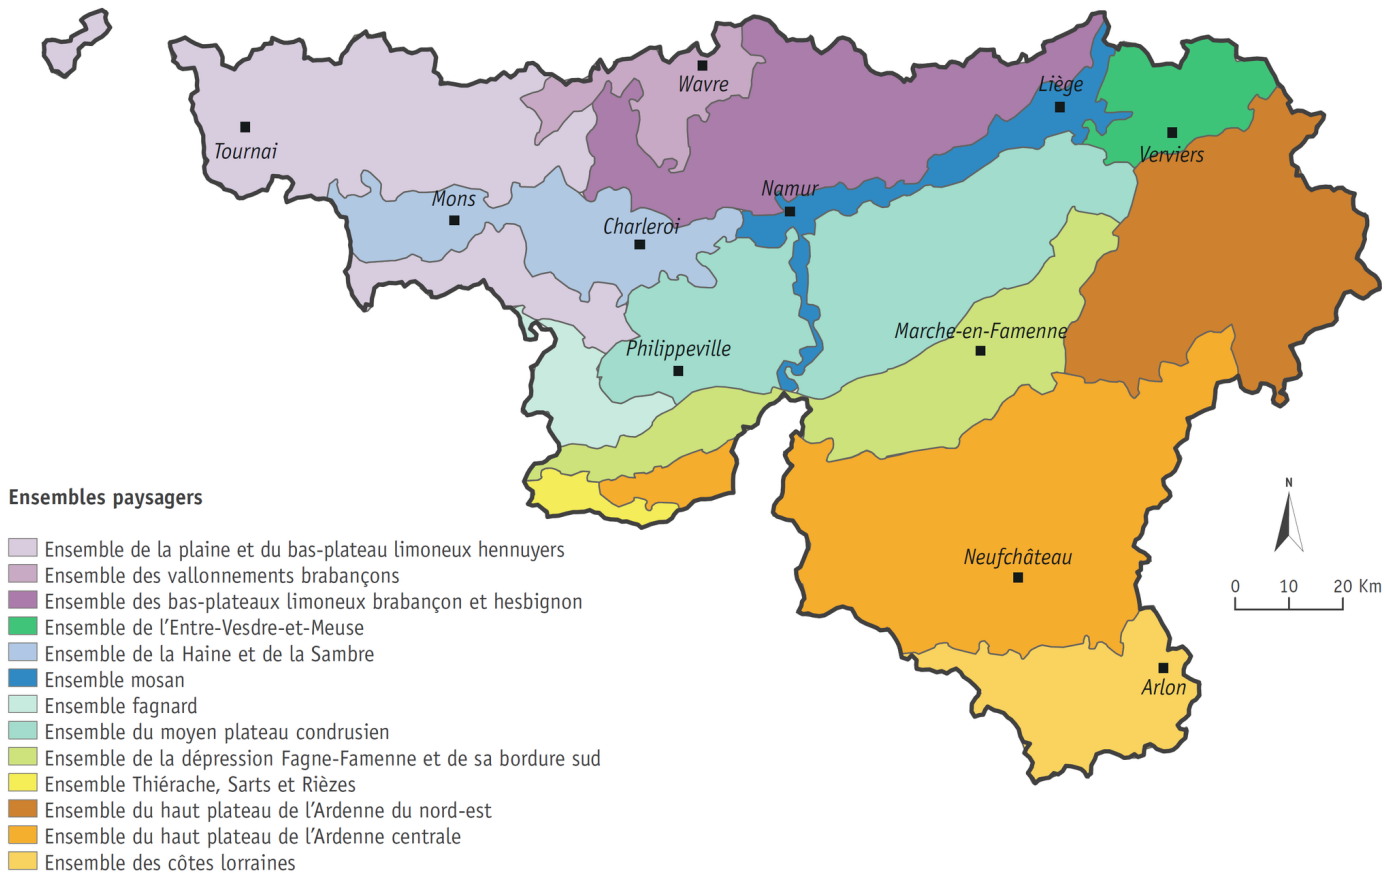 Wavre
Liège
Tournai
Verviers
Mons
Namur
Charleroi
Marche-en-Famenne
Philippeville
Neufchâteau
Arlon
N
0 10 20 Km
Ensembles paysagers
Ensemble de la plaine et du bas-plateau limoneux hennuyers
Ensemble des vallonnements brabançons
Ensemble des bas-plateaux limoneux brabançon et hesbignon
Ensemble de l'Entre-Vesdre-et-Meuse
Ensemble de la Haine et de la Sambre
Ensemble mosan
Ensemble fagnard
Ensemble du moyen plateau condrusien
Ensemble de la dépression Fagne-Famenne et de sa bordure sud
Ensemble Thiérache, Sarts et Rièzes
Ensemble du haut plateau de l'Ardenne du nord-est
Ensemble du haut plateau de l'Ardenne centrale
Ensemble des côtes lorraines